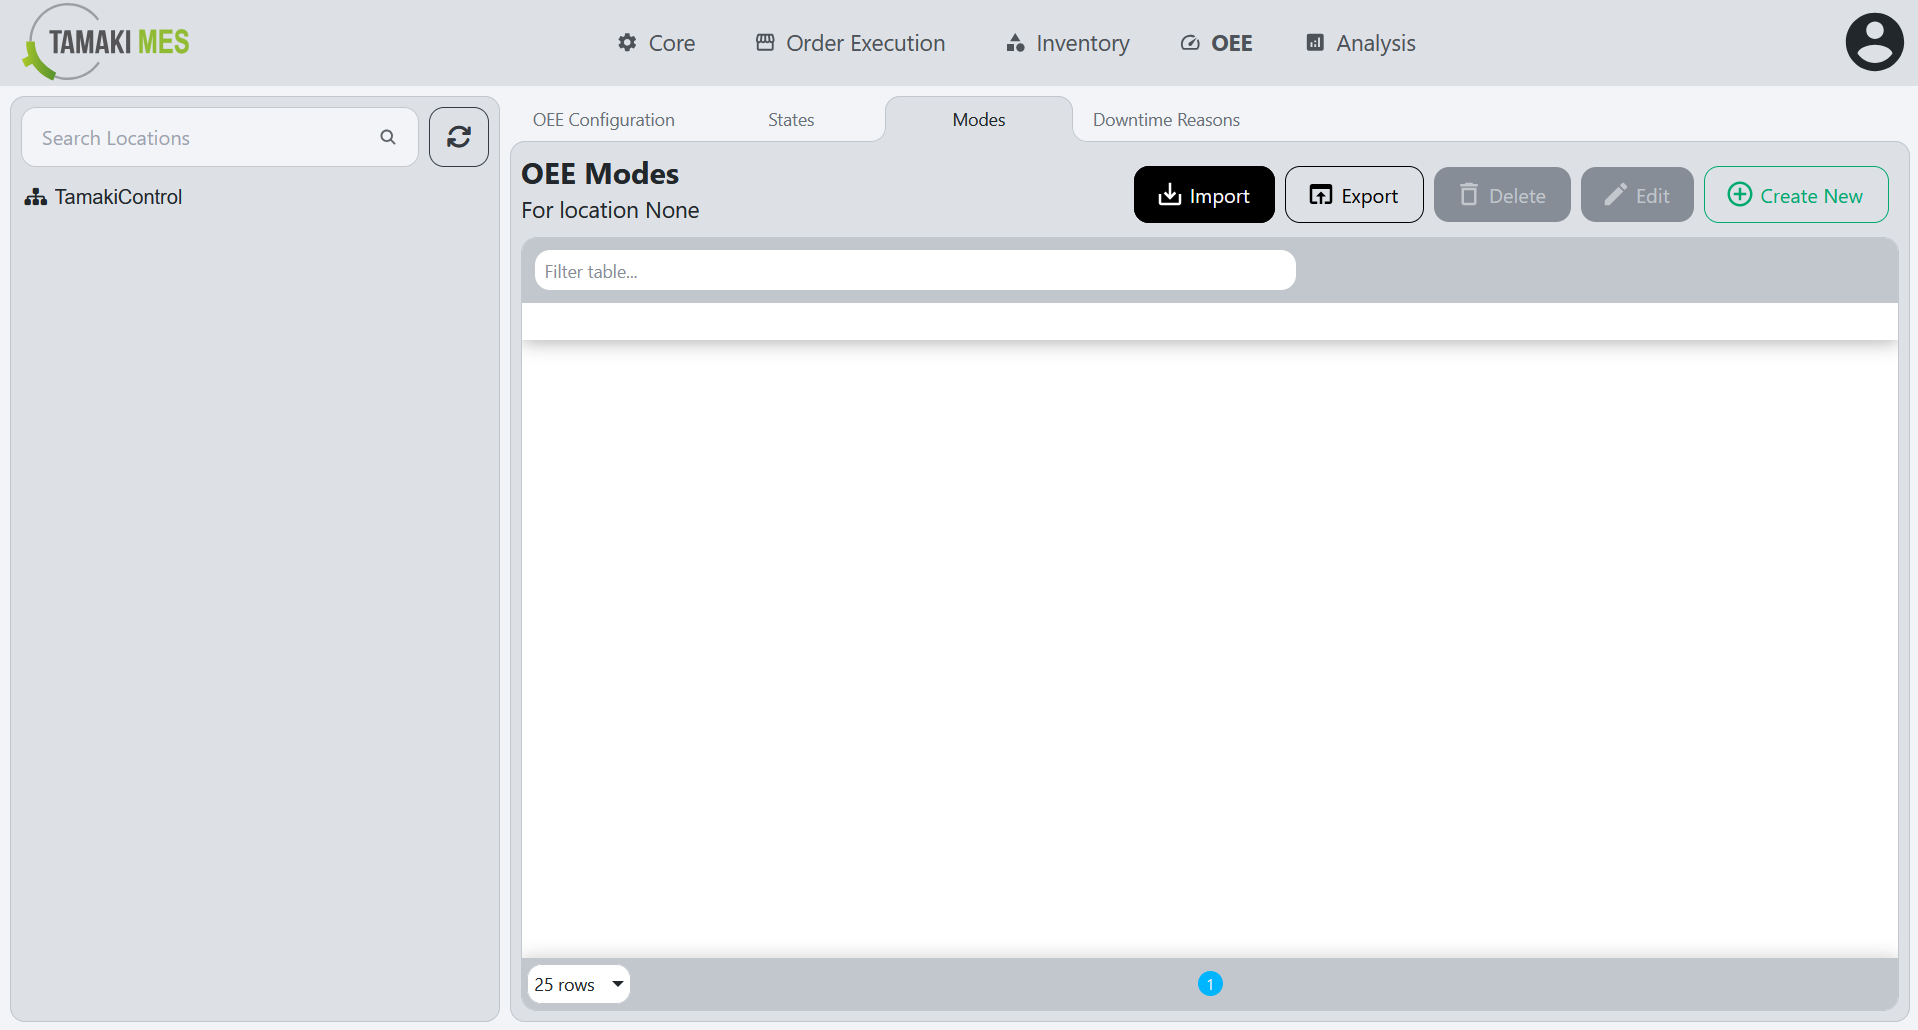 TAMAKI MES
Core
Order Execution
Inventory
OEE
Analysis
Search Locations
TamakiControl
OEE Configuration
States
Modes
Downtime Reasons
OEE Modes
For location None
Import
Export
Delete
Edit
Create New
Filter table...
25 rows
1